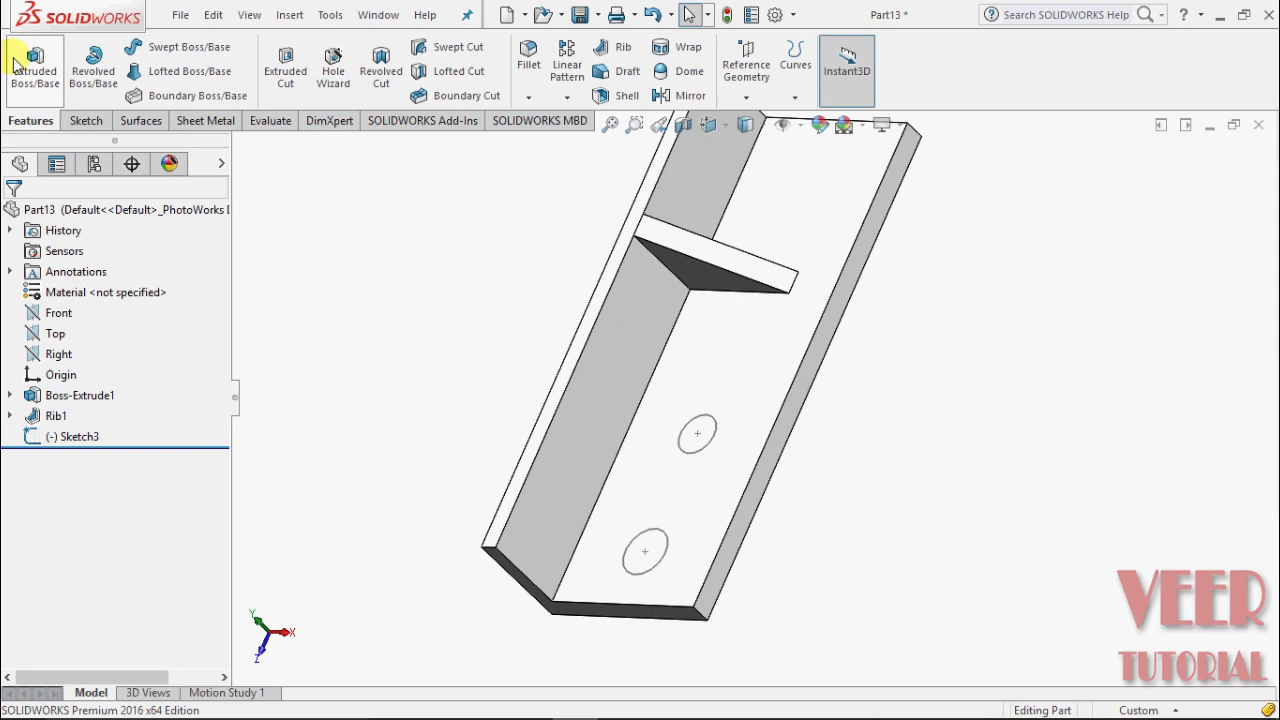 SOLIDWORKS
File Edit View Insert Tools Window Help
Part13 *
Search SOLIDWORKS Help
?
Extruded Boss/Base
Revolved Boss/Base
Swept Boss/Base
Lofted Boss/Base
Boundary Boss/Base
Extruded Cut
Hole Wizard
Revolved Cut
Swept Cut
Lofted Cut
Boundary Cut
Fillet
Linear Pattern
Rib
Draft
Shell
Wrap
Dome
Mirror
Reference Geometry
Curves
Instant3D
Features Sketch Surfaces Sheet Metal Evaluate DimXpert SOLIDWORKS Add-Ins SOLIDWORKS MBD
Part13 (Default<<Default>_PhotoWorks
History
Sensors
Annotations
Material <not specified>
Front
Top
Right
Origin
Boss-Extrude1
Rib1
(-) Sketch3
Y
X
Z
VEER
TUTORIAL
Model 3D Views Motion Study 1
SOLIDWORKS Premium 2016 x64 Edition
Editing Part
Custom